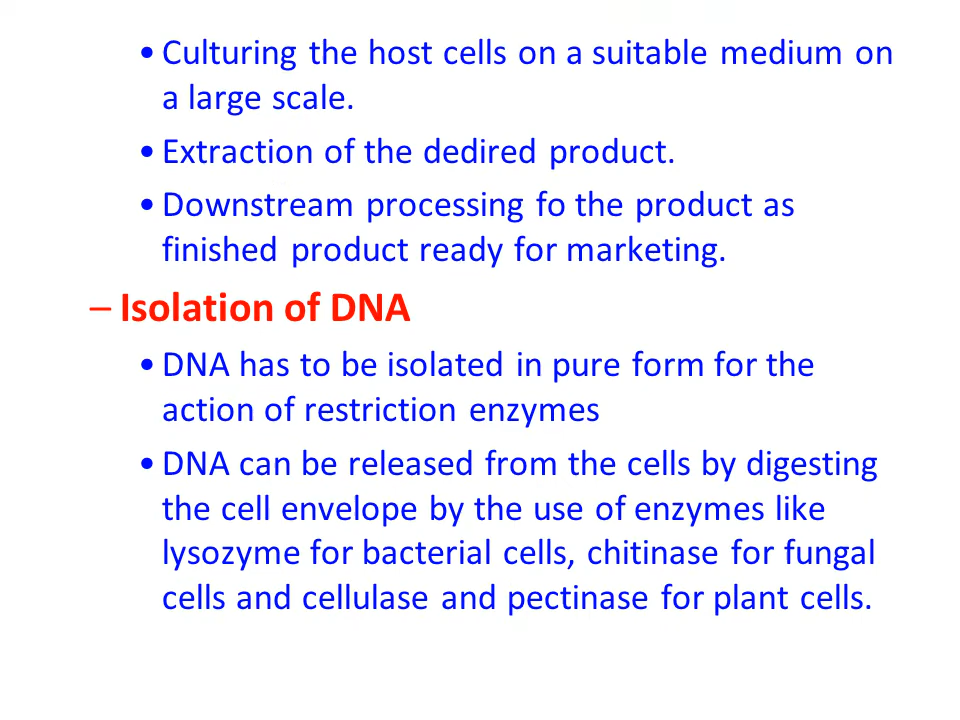 • Culturing the host cells on a suitable medium on
a large scale.
• Extraction of the dedired product.
• Downstream processing fo the product as
finished product ready for marketing.
– Isolation of DNA
• DNA has to be isolated in pure form for the
action of restriction enzymes
• DNA can be released from the cells by digesting
the cell envelope by the use of enzymes like
lysozyme for bacterial cells, chitinase for fungal
cells and cellulase and pectinase for plant cells.